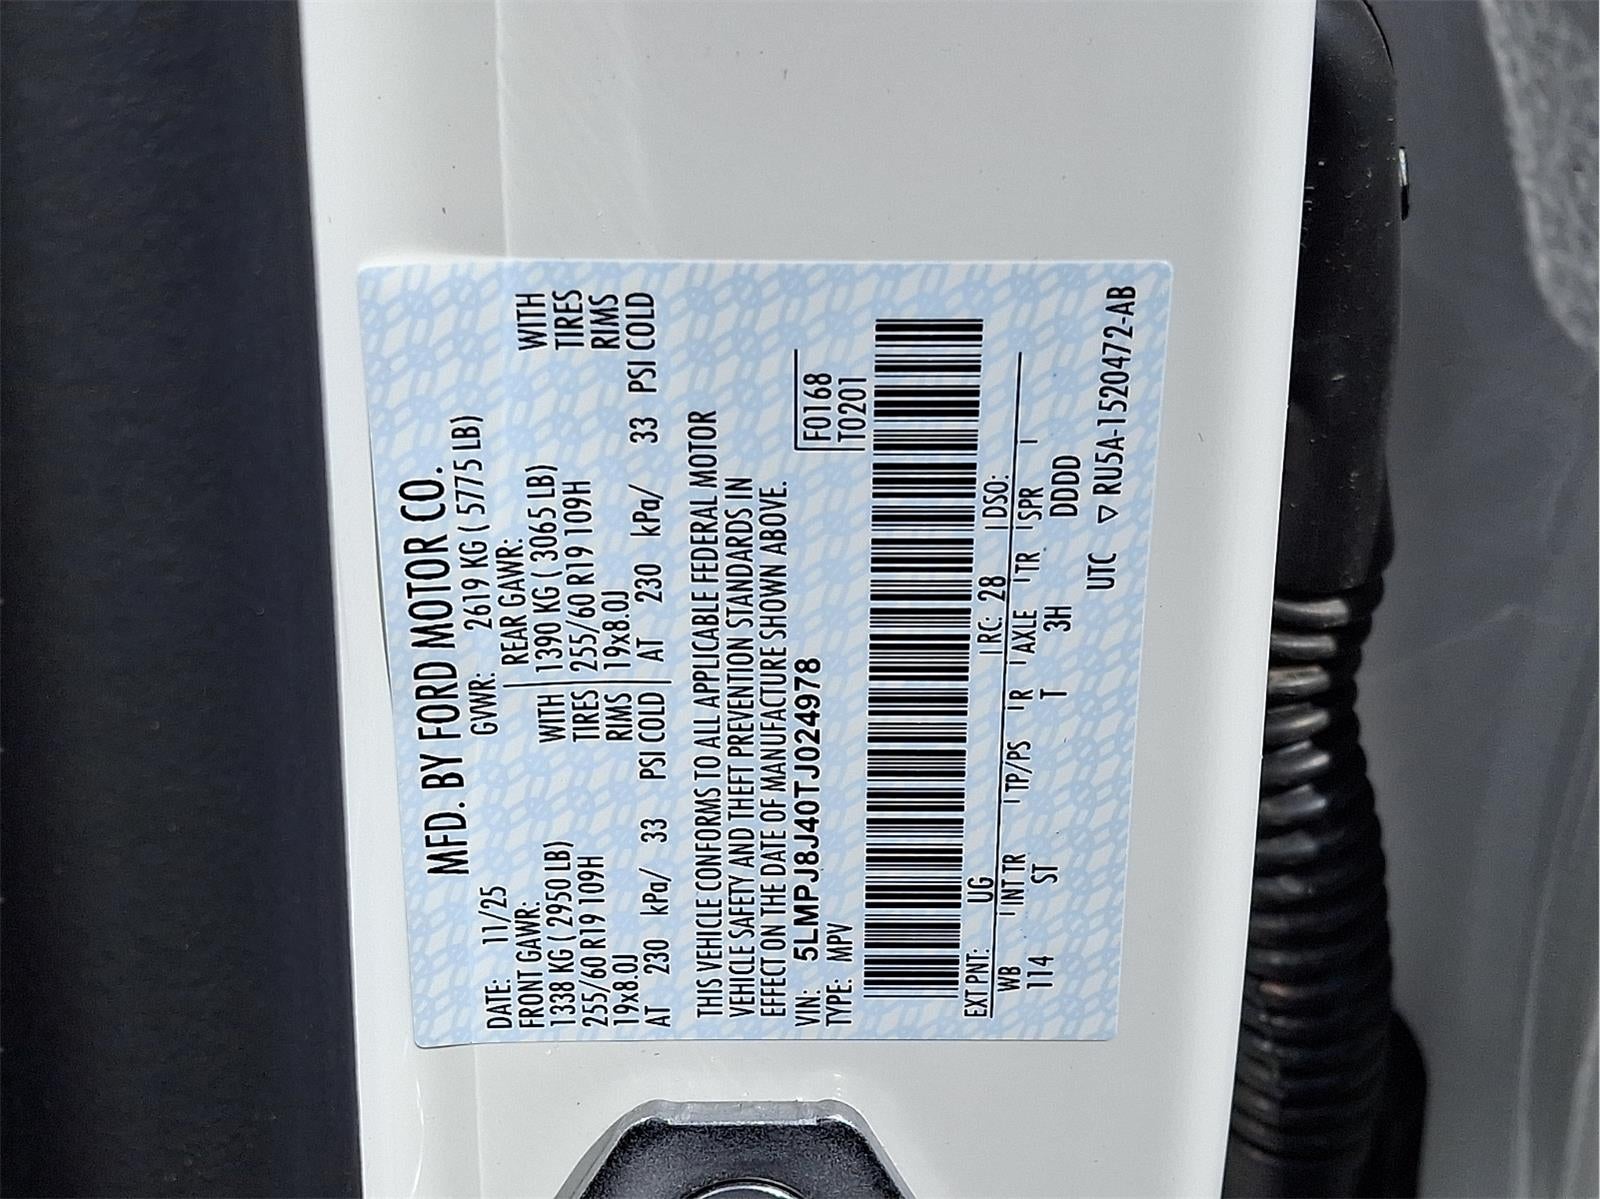 MFD. BY FORD MOTOR CO.
DATE: 11/25 GVWR: 2619 KG ( 5775 LB)
FRONT GAWR: REAR GAWR:
1338 KG ( 2950 LB) WITH 1390 KG ( 3065 LB) WITH
255/60 R19 109H TIRES 255/60 R19 109H TIRES
19x8.0J RIMS 19x8.0J RIMS
AT 230 kPa/ 33 PSI COLD AT 230 kPa/ 33 PSI COLD
THIS VEHICLE CONFORMS TO ALL APPLICABLE FEDERAL MOTOR
VEHICLE SAFETY AND THEFT PREVENTION STANDARDS IN
EFFECT ON THE DATE OF MANUFACTURE SHOWN ABOVE.
VIN: 5LMPJ8J40TJ024978 F0168
TYPE: MPV T0201
EXT PNT: UG RC: 28 DSO:
WB INT TR TP/PS R AXLE TR SPR
114 ST T 3H DDDD
UTC ▽ RU5A-1520472-AB